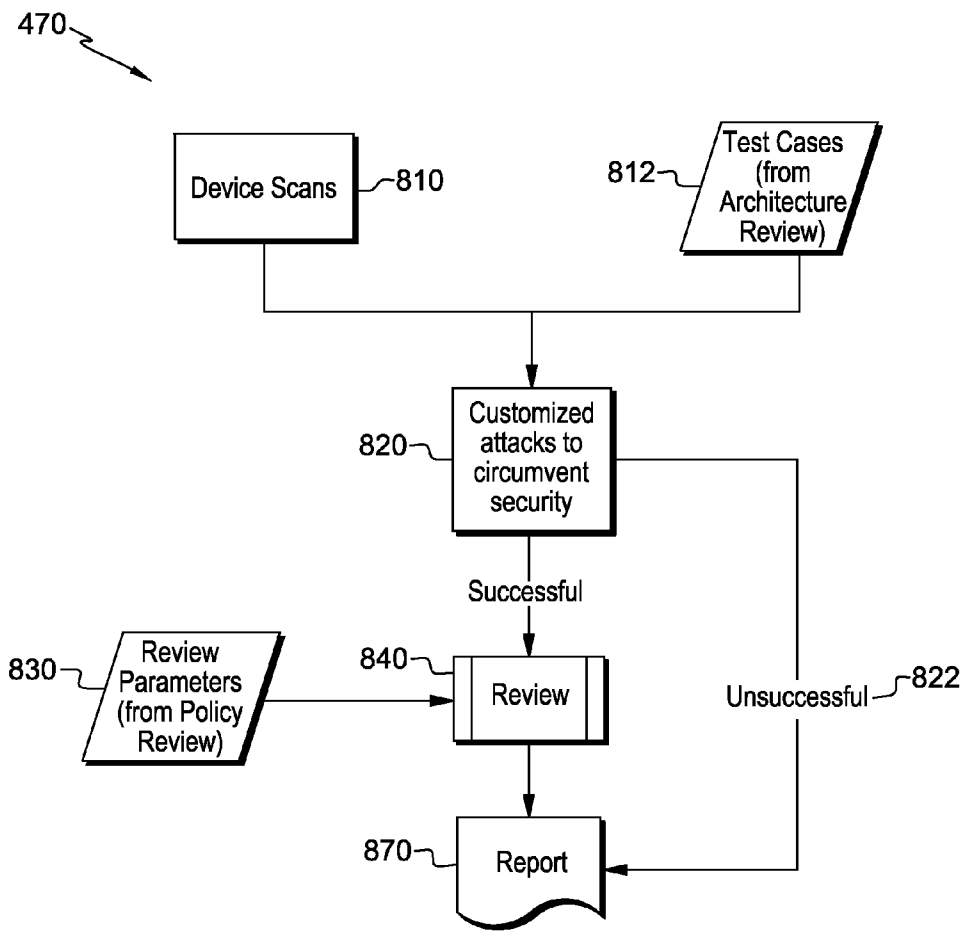 470
Device Scans
810
812
Test Cases
(from
Architecture
Review)
820
Customized
attacks to
circumvent
security
Successful
830
Review
Parameters
(from Policy
Review)
840
Review
Unsuccessful
822
870
Report